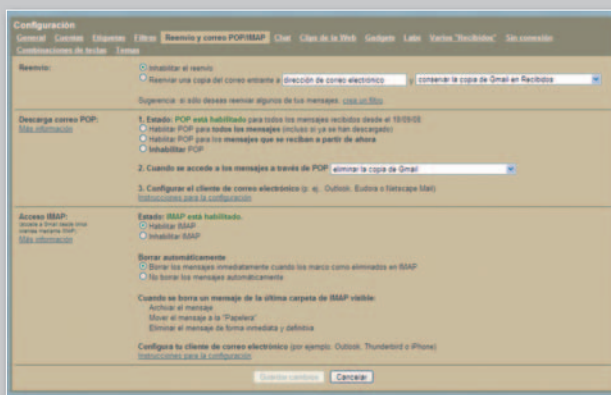 Configuración
General Cuentas Etiquetas Filtros Reenvío y correo POP/IMAP Chat Clips de la Web Gadgets Labs Varios "Recibidos" Sin conexión
Combinaciones de teclas Temas
Reenvío:
Inhabilitar el reenvío
Reenviar una copia del correo entrante a dirección de correo electrónico y conservar la copia de Gmail en Recibidos
Sugerencia: si sólo deseas reenviar algunos de tus mensajes, crea un filtro.
Descarga correo POP:
Más información
1. Estado: POP está habilitado para todos los mensajes recibidos desde el
Habilitar POP para todos los mensajes (incluso si ya se han descargado)
Habilitar POP para los mensajes que se reciban a partir de ahora
Inhabilitar POP
2. Cuando se accede a los mensajes a través de POP eliminar la copia de Gmail
3. Configurar el cliente de correo electrónico (p. ej., Outlook, Eudora o Netscape Mail)
Instrucciones para la configuración
Acceso IMAP:
Más información
Estado: IMAP está habilitado.
Habilitar IMAP
Inhabilitar IMAP
Borrar automáticamente
Borrar los mensajes inmediatamente cuando los marco como eliminados en IMAP
No borrar los mensajes automáticamente
Cuando se borra un mensaje de la última carpeta de IMAP visible:
Archivar el mensaje
Mover el mensaje a la "Papelera"
Eliminar el mensaje de forma inmediata y definitiva
Configura tu cliente de correo electrónico (por ejemplo, Outlook, Thunderbird o iPhone)
Instrucciones para la configuración
Guardar cambios Cancelar